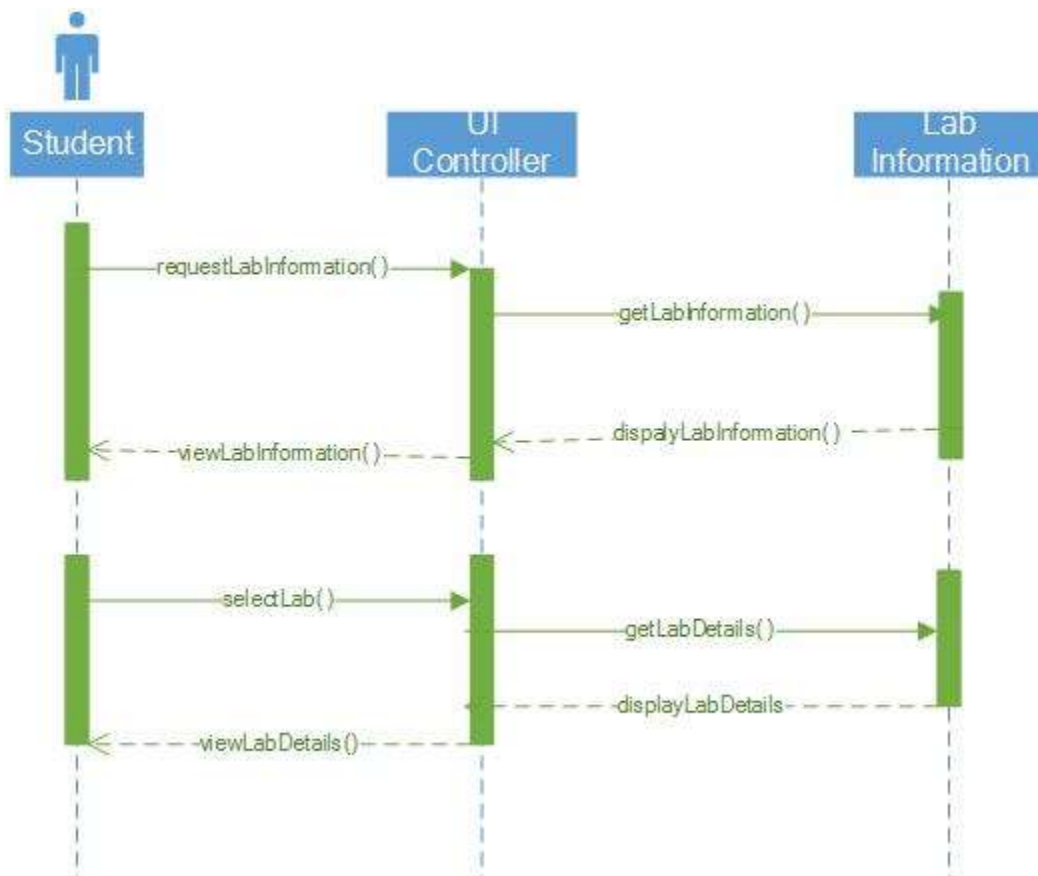 Student
UI
Controller
Lab
Information
requestLabInformation()
getLabInformation()
dispalyLabInformation()
viewLabInformation()
selectLab()
getLabDetails()
displayLabDetails
viewLabDetails()